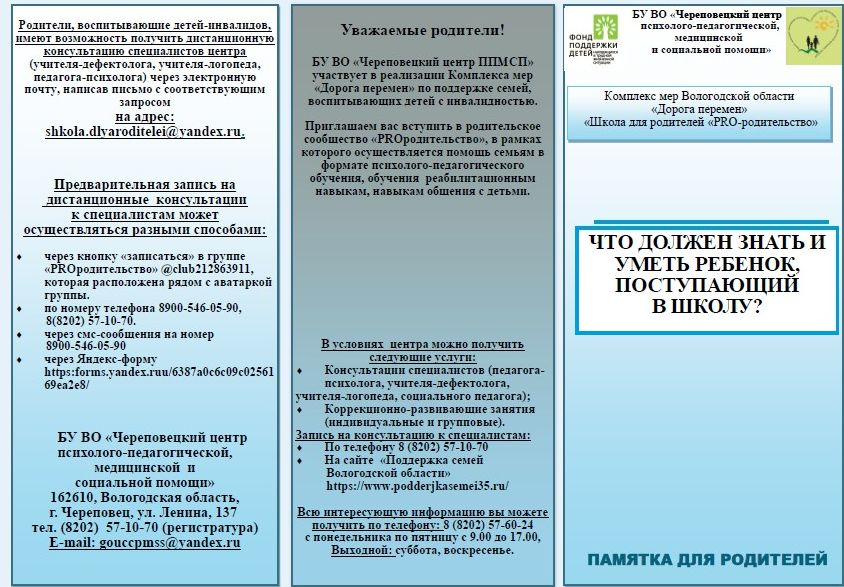 Родители, воспитывающие детей-инвалидов,
имеют возможность получить дистанционную
консультацию специалистов центра
(учителя-дефектолога, учителя-логопеда,
педагога-психолога) через электронную
почту, написав письмо с соответствующим
запросом
на адрес:
shkola.dlyaroditelei@yandex.ru.
Предварительная запись на
дистанционные консультации
к специалистам может
осуществляться разными способами:
♦ через кнопку «записаться» в группе
«PROродительство» @club212863911,
которая расположена рядом с аватаркой
группы.
♦ по номеру телефона 8900-546-05-90,
8(8202) 57-10-70.
♦ через смс-сообщения на номер
8900-546-05-90
♦ через Яндекс-форму
https:forms.yandex.ruu/6387a0c6c09c02561
69ea2e8/
БУ ВО «Череповецкий центр
психолого-педагогической,
медицинской и
социальной помощи»
162610, Вологодская область,
г. Череповец, ул. Ленина, 137
тел. (8202) 57-10-70 (регистратура)
E-mail: gouccpmss@yandex.ru
Уважаемые родители!
БУ ВО «Череповецкий центр ППМСП»
участвует в реализации Комплекса мер
«Дорога перемен» по поддержке семей,
воспитывающих детей с инвалидностью.
Приглашаем вас вступить в родительское
сообщество «PROродительство», в рамках
которого осуществляется помощь семьям в
формате психолого-педагогического
обучения, обучения реабилитационным
навыкам, навыкам общения с детьми.
В условиях центра можно получить
следующие услуги:
♦ Консультации специалистов (педагога-
психолога, учителя-дефектолога,
учителя-логопеда, социального педагога);
♦ Коррекционно-развивающие занятия
(индивидуальные и групповые).
Запись на консультацию к специалистам:
♦ По телефону 8 (8202) 57-10-70
♦ На сайте «Поддержка семей
Вологодской области»
https://www.podderjkasemei35.ru/
Всю интересующую информацию вы можете
получить по телефону: 8 (8202) 57-60-24
с понедельника по пятницу с 9.00 до 17.00,
Выходной: суббота, воскресенье.
ФОНД
ПОДДЕРЖКИ
ДЕТЕЙ
БУ ВО «Череповецкий центр
психолого-педагогической,
медицинской
и социальной помощи»
Комплекс мер Вологодской области
«Дорога перемен»
«Школа для родителей «PRO-родительство»
ЧТО ДОЛЖЕН ЗНАТЬ И
УМЕТЬ РЕБЕНОК,
ПОСТУПАЮЩИЙ
В ШКОЛУ?
ПАМЯТКА ДЛЯ РОДИТЕЛЕЙ